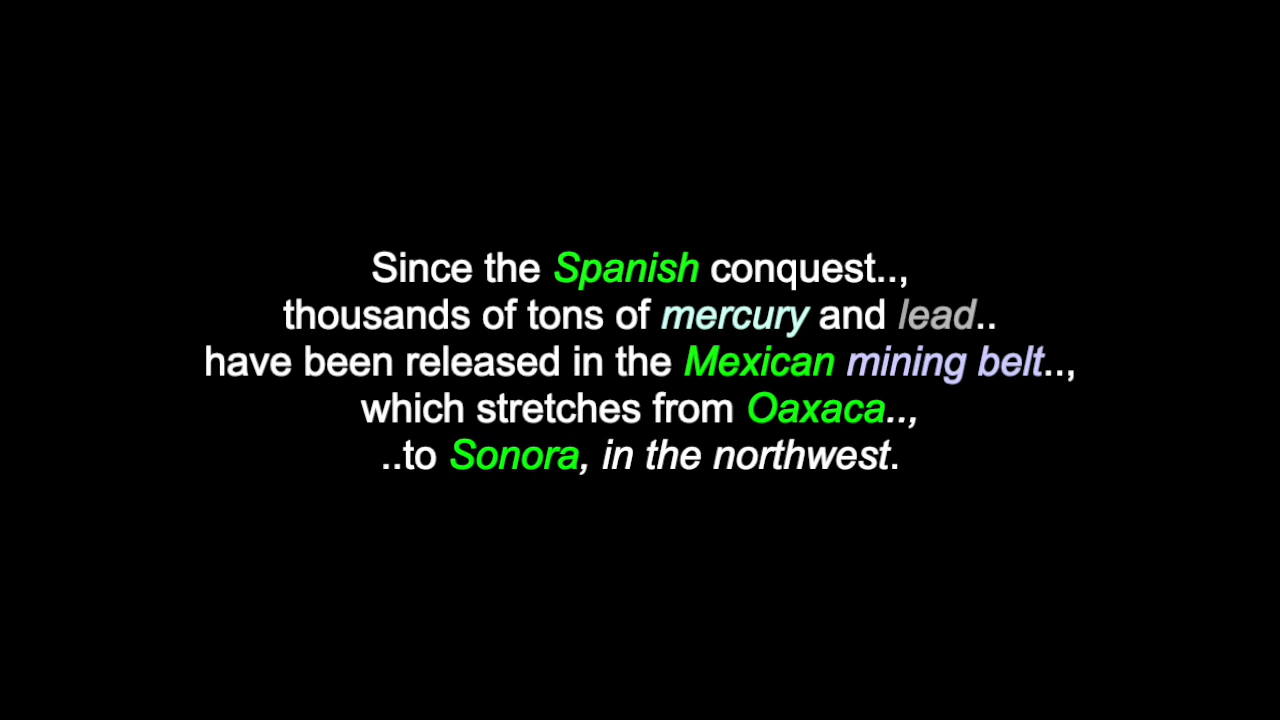 Since the Spanish conquest..,
thousands of tons of mercury and lead..
have been released in the Mexican mining belt..,
which stretches from Oaxaca..,
..to Sonora, in the northwest.